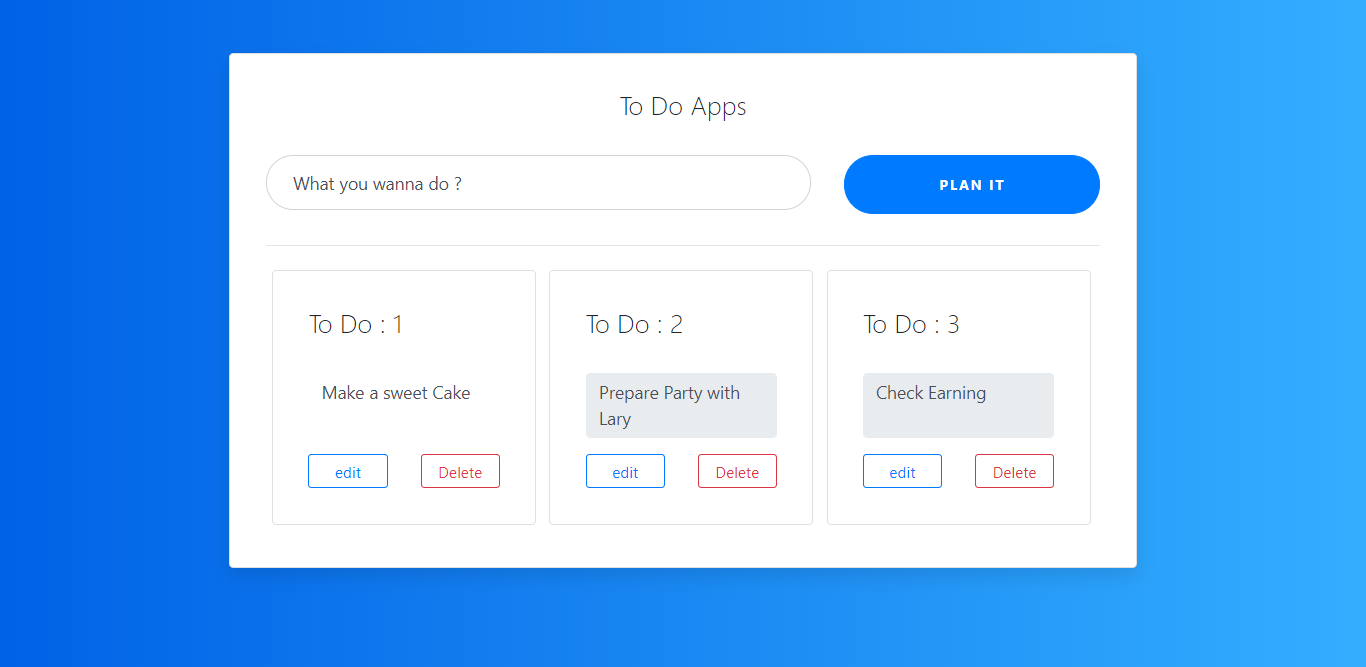 To Do Apps
What you wanna do ?
PLAN IT
To Do : 1
Make a sweet Cake
edit
Delete
To Do : 2
Prepare Party with
Lary
edit
Delete
To Do : 3
Check Earning
edit
Delete